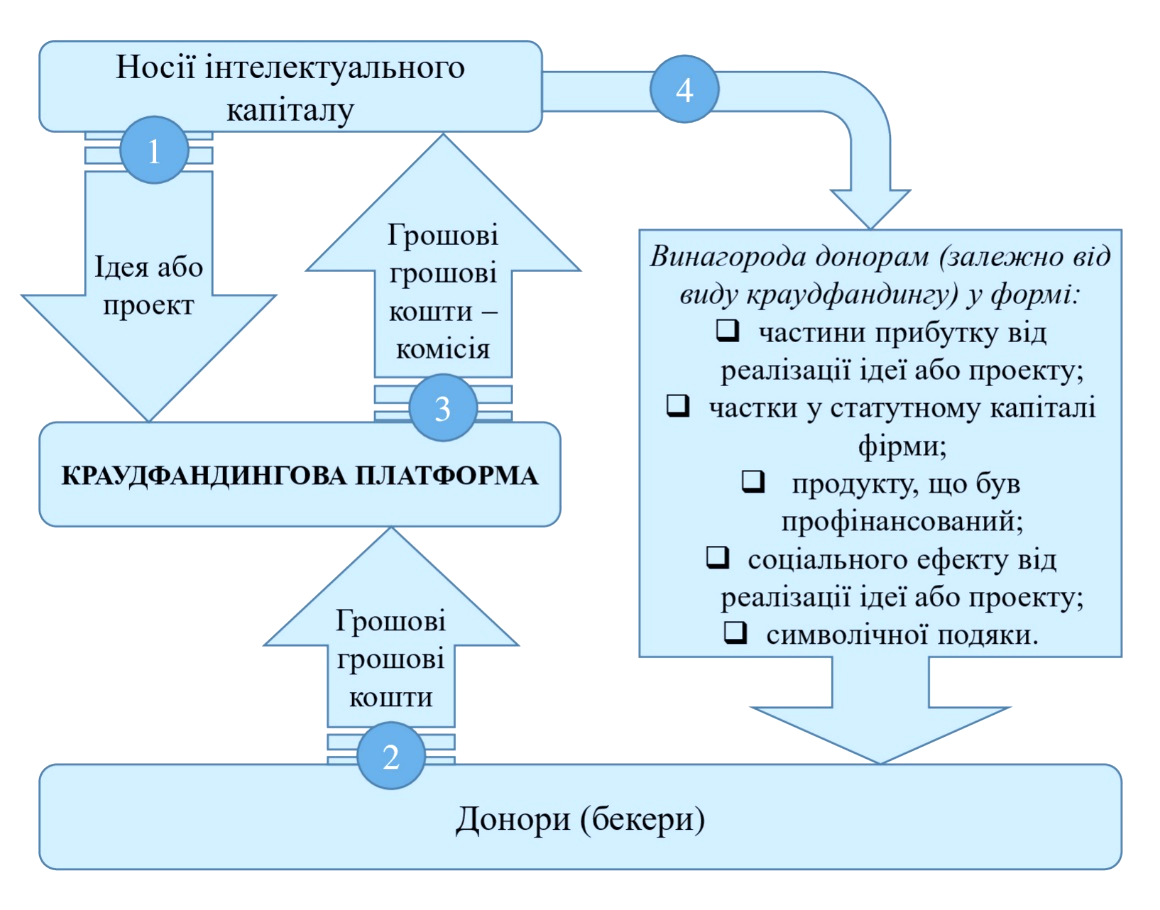 Носії інтелектуального
капіталу
4
1
Ідея або
проект
Грошові
грошові
кошти –
комісія
3
КРАУДФАНДИНГОВА ПЛАТФОРМА
Грошові
грошові
кошти
2
Винагорода донорам (залежно від
виду краудфандингу) у формі:
❑ частини прибутку від
реалізації ідеї або проекту;
❑ частки у статутному капіталі
фірми;
❑ продукту, що був
профінансований;
❑ соціального ефекту від
реалізації ідеї або проекту;
❑ символічної подяки.
Донори (бекери)